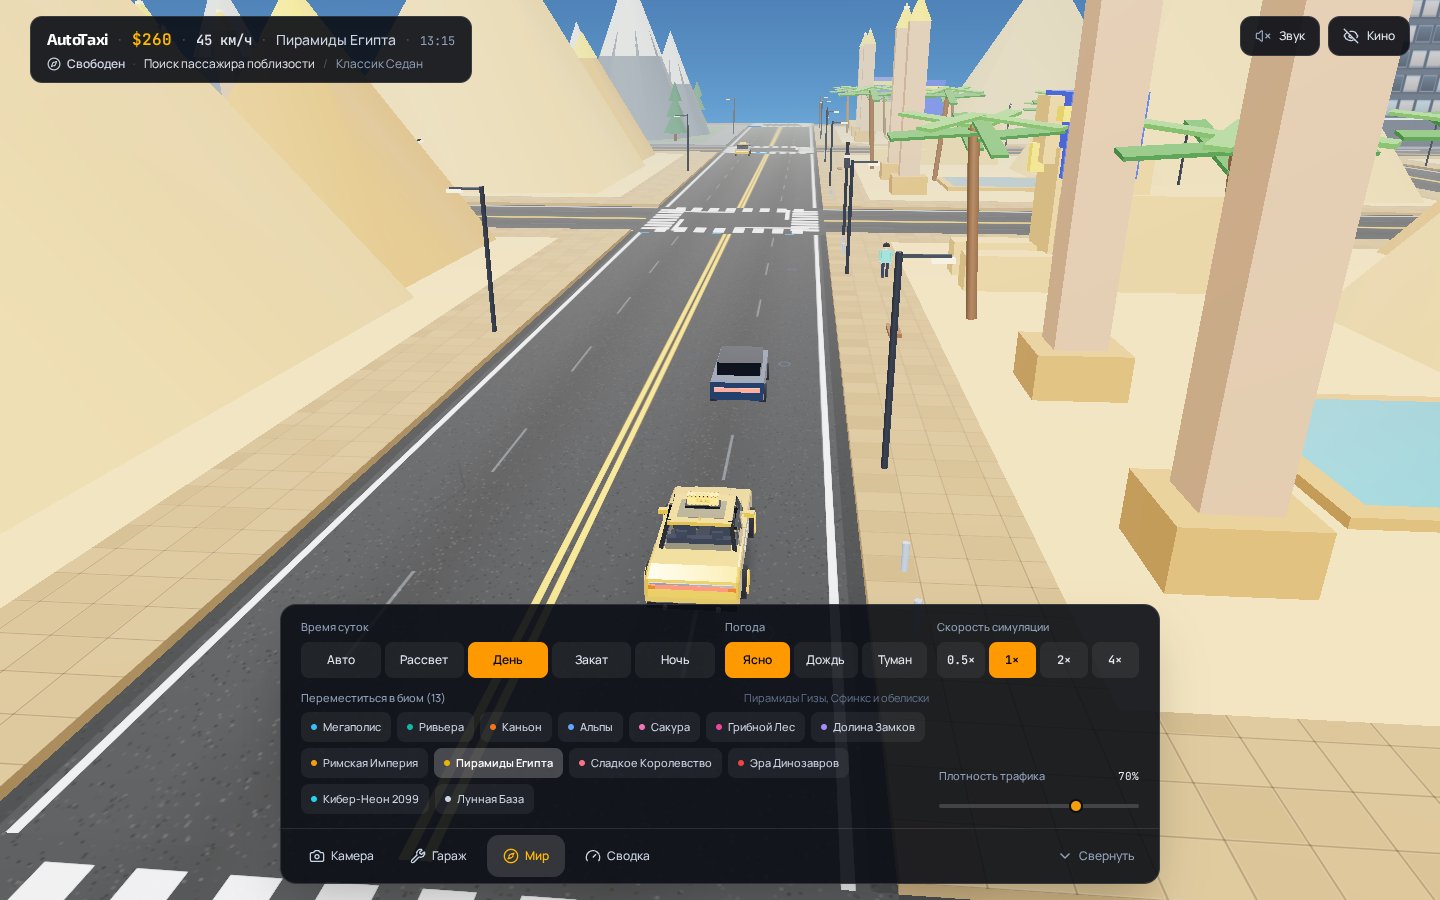 AutoTaxi · $260 · 45 км/ч · Пирамиды Египта · 13:15
Свободен · Поиск пассажира поблизости / Классик Седан
Звук
Кино
Время суток
Авто Рассвет День Закат Ночь
Погода
Ясно Дождь Туман
Скорость симуляции
0.5× 1× 2× 4×
Переместиться в биом (13)
Пирамиды Гизы, Сфинкс и обелиски
Мегаполис Ривьера Каньон Альпы Сакура Грибной Лес Долина Замков
Римская Империя Пирамиды Египта Сладкое Королевство Эра Динозавров
Кибер-Неон 2099 Лунная База
Плотность трафика 70%
Камера Гараж Мир Сводка
Свернуть